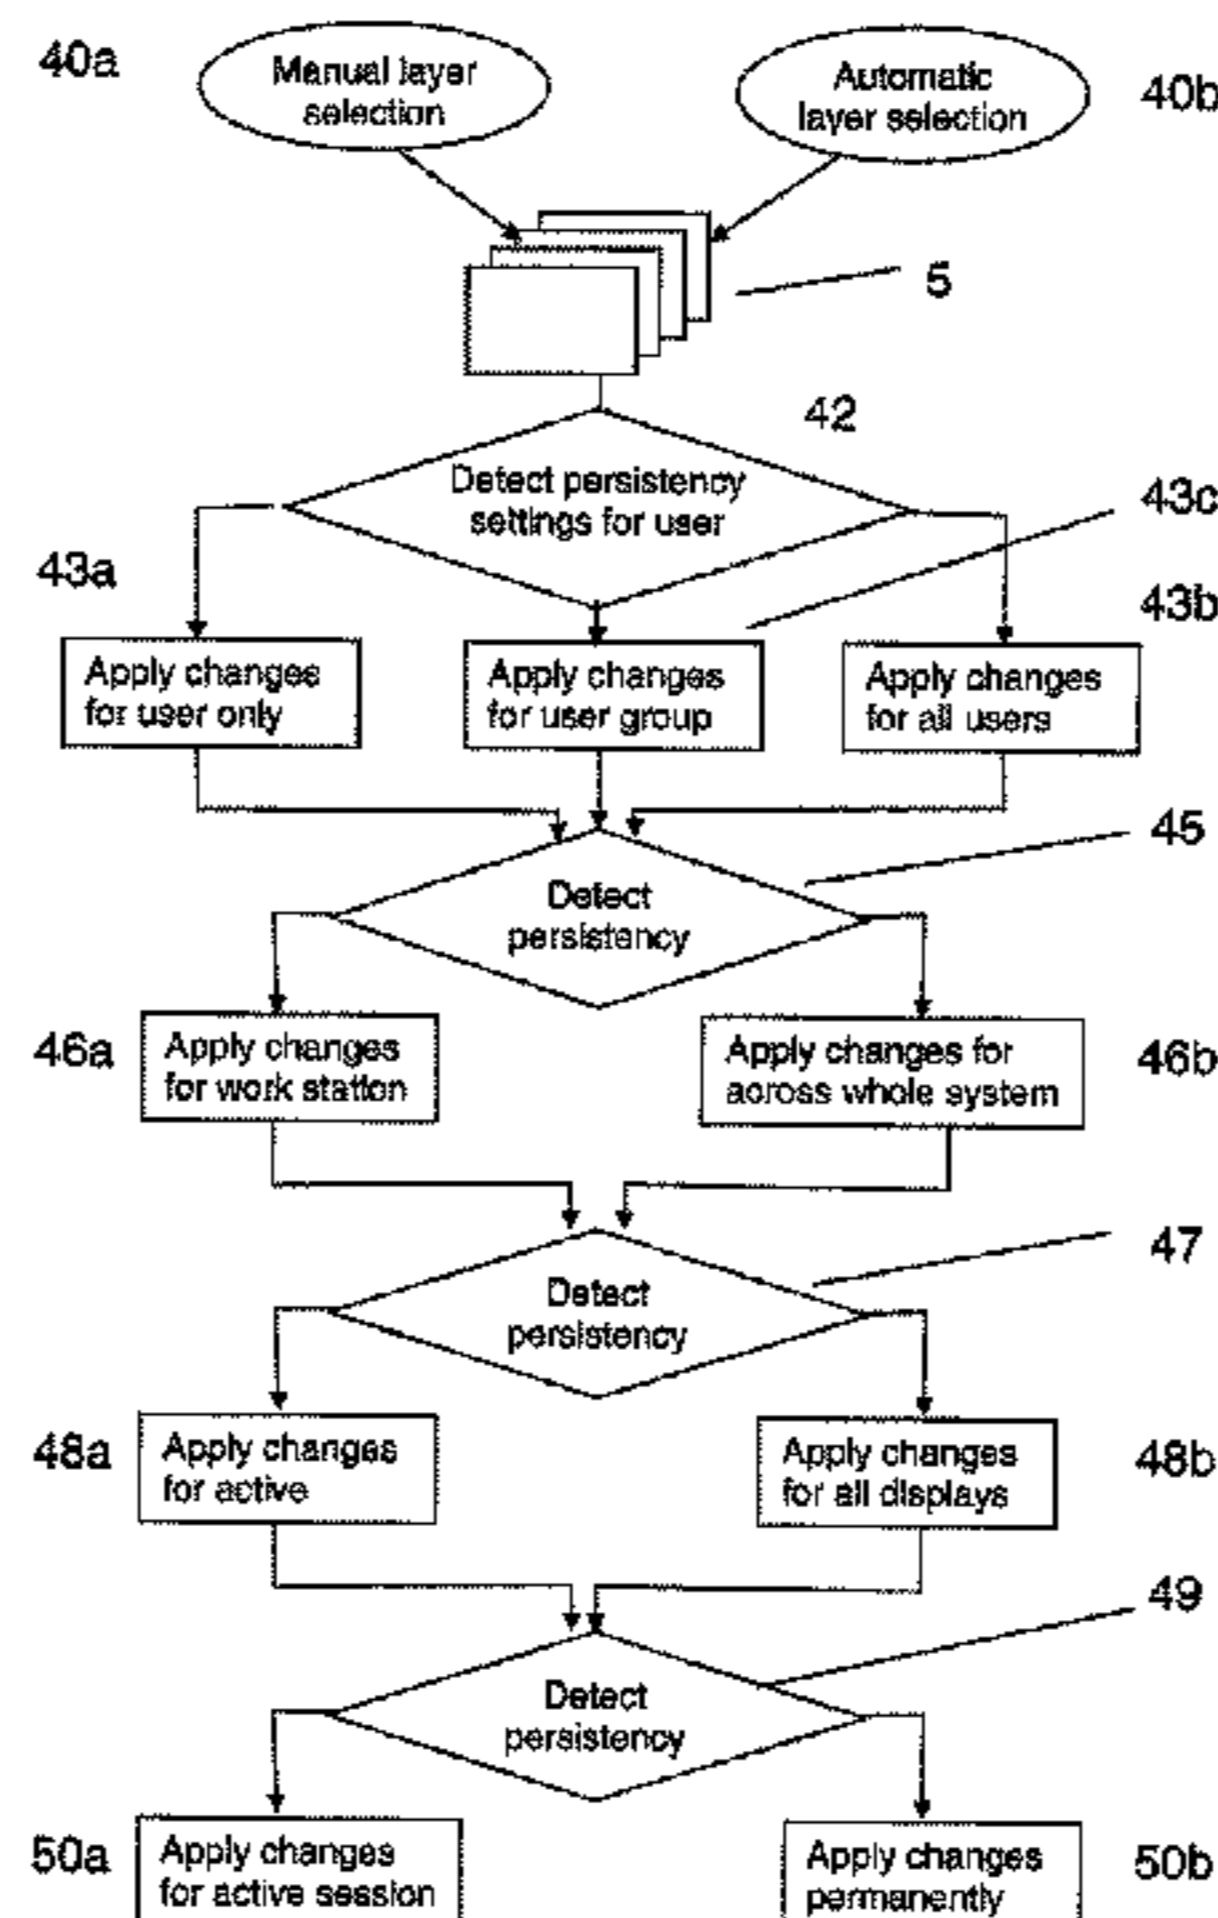 40a
Manual layer
selection
Automatic
layer selection
40b
5
42
Detect persistency
settings for user
43c
43a
43b
Apply changes
for user only
Apply changes
for user group
Apply changes
for all users
45
Detect
persistency
46a
Apply changes
for work station
Apply changes for
across whole system
46b
47
Detect
persistency
48a
Apply changes
for active
Apply changes
for all displays
48b
49
Detect
persistency
50a
Apply changes
for active session
Apply changes
permanently
50b